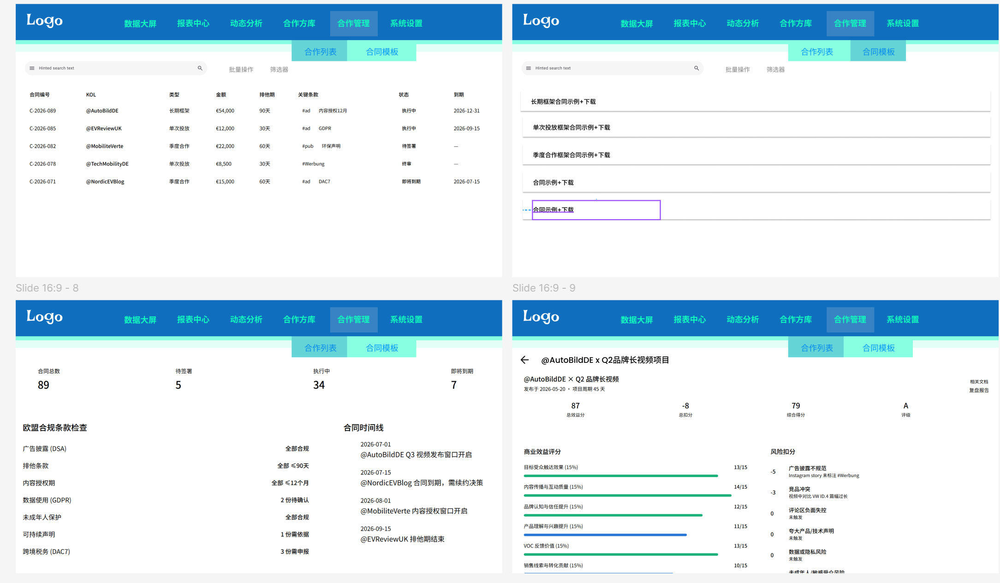 Logo
数据大屏 报表中心 动态分析 合作方库 合作管理 系统设置
合作列表 合同模板
Hinted search text
批量操作 筛选器
合同编号 KOL 类型 金额 排他期 关键条款 状态 到期
C-2026-089 @AutoBildDE 长期框架 €54,000 90天 #ad 内容授权12月 执行中 2026-12-31
C-2026-085 @EVReviewUK 单次投放 €12,000 30天 #ad GDPR 执行中 2026-09-15
C-2026-082 @MobiliteVerte 季度合作 €22,000 60天 #pub 环保声明 待签署 —
C-2026-078 @TechMobilityDE 单次投放 €8,500 30天 #Werbung 终审 —
C-2026-071 @NordicEVBlog 季度合作 €15,000 60天 #ad DAC7 即将到期 2026-07-15
Logo
数据大屏 报表中心 动态分析 合作方库 合作管理 系统设置
合作列表 合同模板
Hinted search text
批量操作 筛选器
长期框架合同示例+下载
单次投放框架合同示例+下载
季度合作框架合同示例+下载
合同示例+下载
合同示例+下载
Slide 16:9 - 8
Logo
数据大屏 报表中心 动态分析 合作方库 合作管理 系统设置
合作列表 合同模板
合同总数 待签署 执行中 即将到期
89 5 34 7
欧盟合规条款检查
广告披露 (DSA) 全部合规
排他条款 全部 ≤90天
内容授权期 全部 ≤12个月
数据使用 (GDPR) 2 份待确认
未成年人保护 全部合规
可持续声明 1 份需依据
跨境税务 (DAC7) 3 份需申报
合同时间线
2026-07-01
@AutoBildDE Q3 视频发布窗口开启
2026-07-15
@NordicEVBlog 合同到期，需续约决策
2026-08-01
@MobiliteVerte 内容授权窗口开启
2026-09-15
@EVReviewUK 排他期结束
Slide 16:9 - 9
Logo
数据大屏 报表中心 动态分析 合作方库 合作管理 系统设置
合作列表 合同模板
@AutoBildDE x Q2品牌长视频项目
@AutoBildDE × Q2 品牌长视频
发布于 2026-05-20 · 项目周期 45 天
相关文档
复盘报告
87 -8 79 A
总效益分 总扣分 综合得分 评级
商业效益评分
目标受众触达效果 (15%) 13/15
内容传播与互动质量 (15%) 14/15
品牌认知与信任提升 (15%) 12/15
产品理解与兴趣提升 (15%) 11/15
VOC 反馈价值 (15%) 13/15
销售线索与转化贡献 (15%) 10/15
风险扣分
-5 广告披露不规范
Instagram story 未标注 #Werbung
-3 竞品冲突
视频中对比 VW ID.4 篇幅过长
0 评论区负面失控
未触发
0 夸大产品/技术声明
未触发
0 数据或隐私风险
未触发
未成年人/敏感受众风险